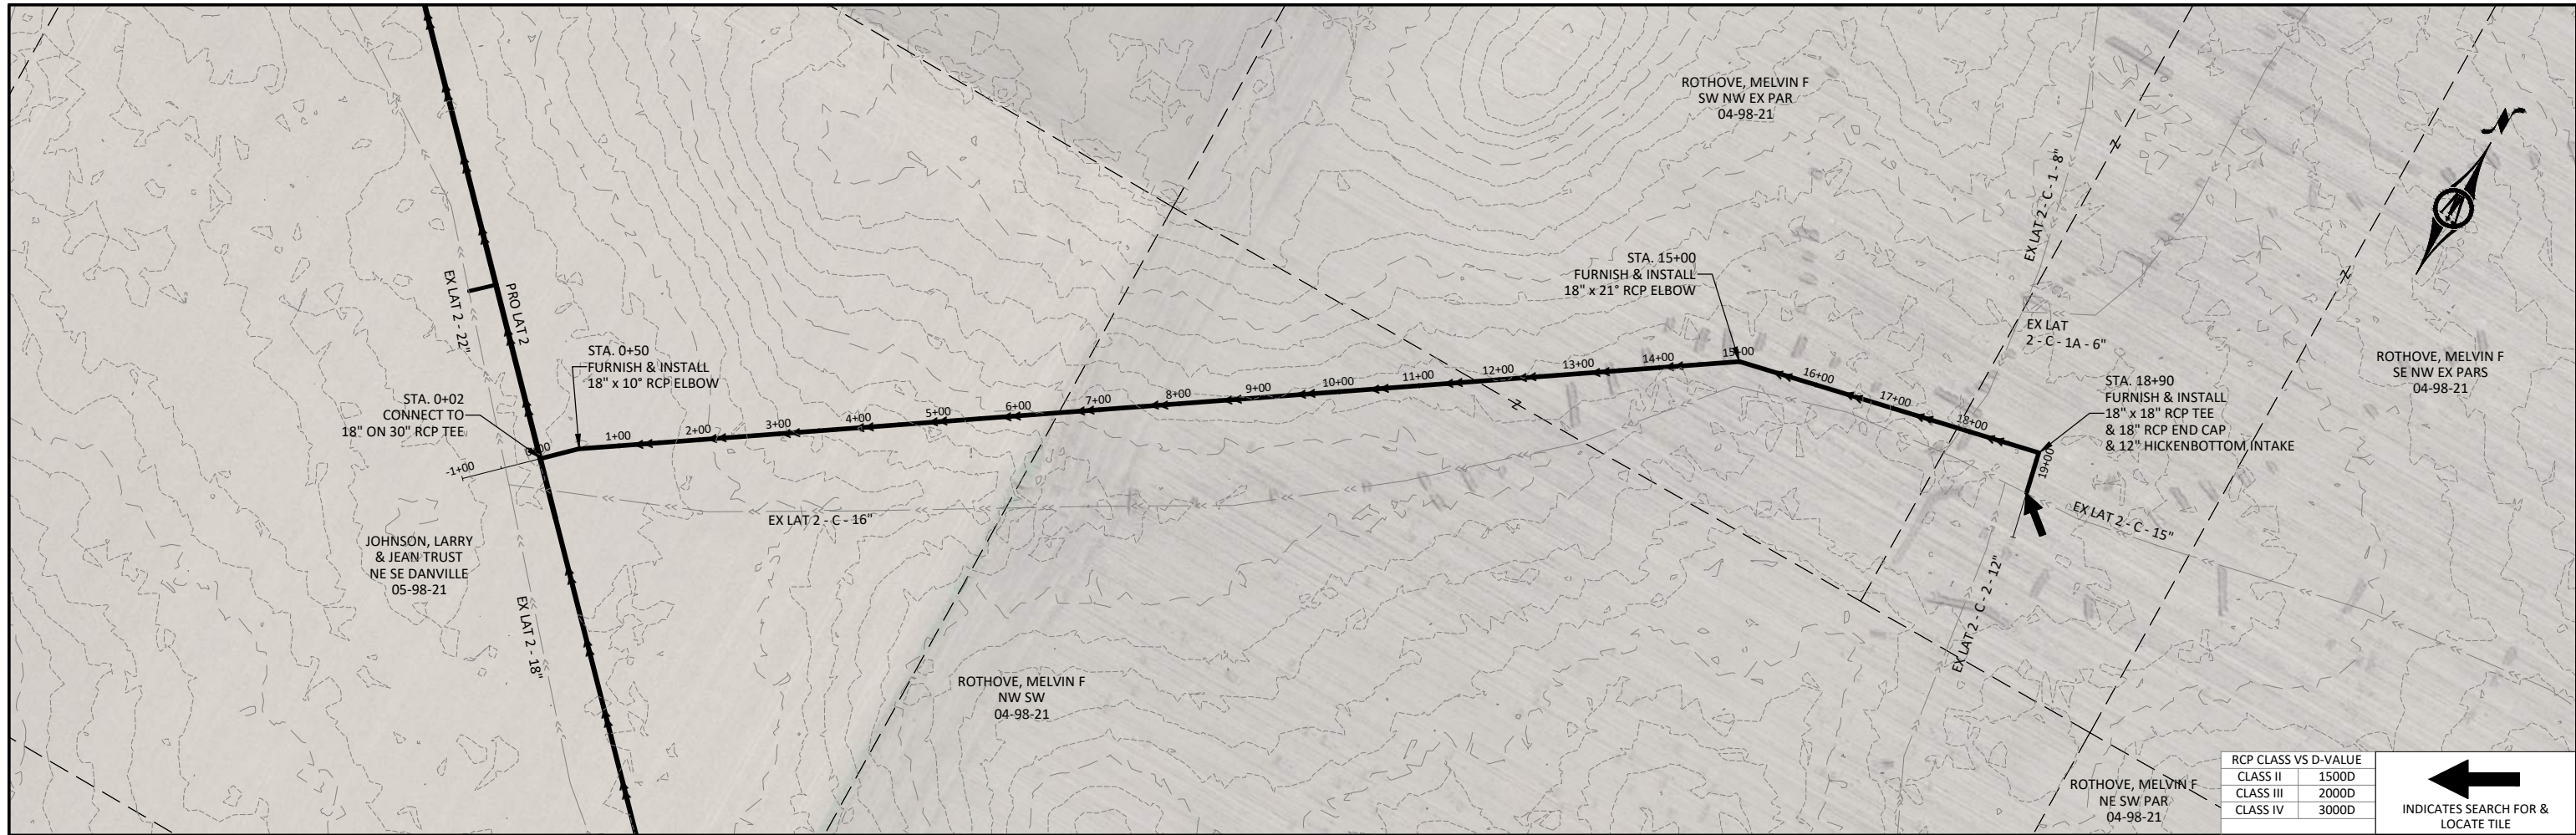 ROTHOVE, MELVIN F
SW NW EX PAR
04-98-21
EX LAT 2 - C - 1 - 8"
EX LAT 2 - 22"
PRO LAT 2
STA. 15+00
FURNISH & INSTALL
18" x 21° RCP ELBOW
EX LAT
2 - C - 1A - 6"
ROTHOVE, MELVIN F
SE NW EX PARS
04-98-21
STA. 0+50
FURNISH & INSTALL
18" x 10° RCP ELBOW
STA. 0+02
CONNECT TO
18" ON 30" RCP TEE
STA. 18+90
FURNISH & INSTALL
18" x 18" RCP TEE
& 18" RCP END CAP
& 12" HICKENBOTTOM INTAKE
-1+00
0+00
1+00
2+00
3+00
4+00
5+00
6+00
7+00
8+00
9+00
10+00
11+00
12+00
13+00
14+00
15+00
16+00
17+00
18+00
19+00
EX LAT 2 - C - 16"
EX LAT 2 - C - 15"
JOHNSON, LARRY
& JEAN TRUST
NE SE DANVILLE
05-98-21
EX LAT 2 - 18"
EX LAT 2 - C - 2 - 12"
ROTHOVE, MELVIN F
NW SW
04-98-21
ROTHOVE, MELVIN F
NE SW PAR
04-98-21
RCP CLASS VS D-VALUE
CLASS II 1500D
CLASS III 2000D
CLASS IV 3000D
INDICATES SEARCH FOR &
LOCATE TILE